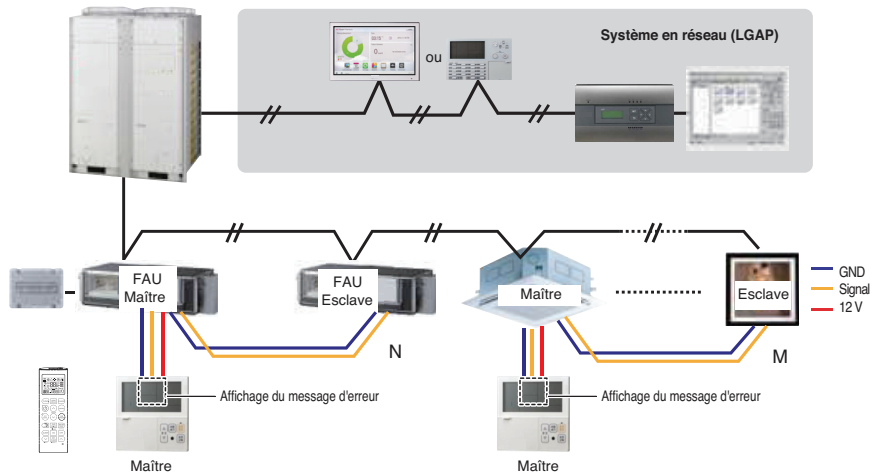 Système en réseau (LGAP)
ou
FAU
Maître
FAU
Esclave
Maître
Esclave
GND
Signal
12 V
N
M
Affichage du message d'erreur
Affichage du message d'erreur
Maître
Maître